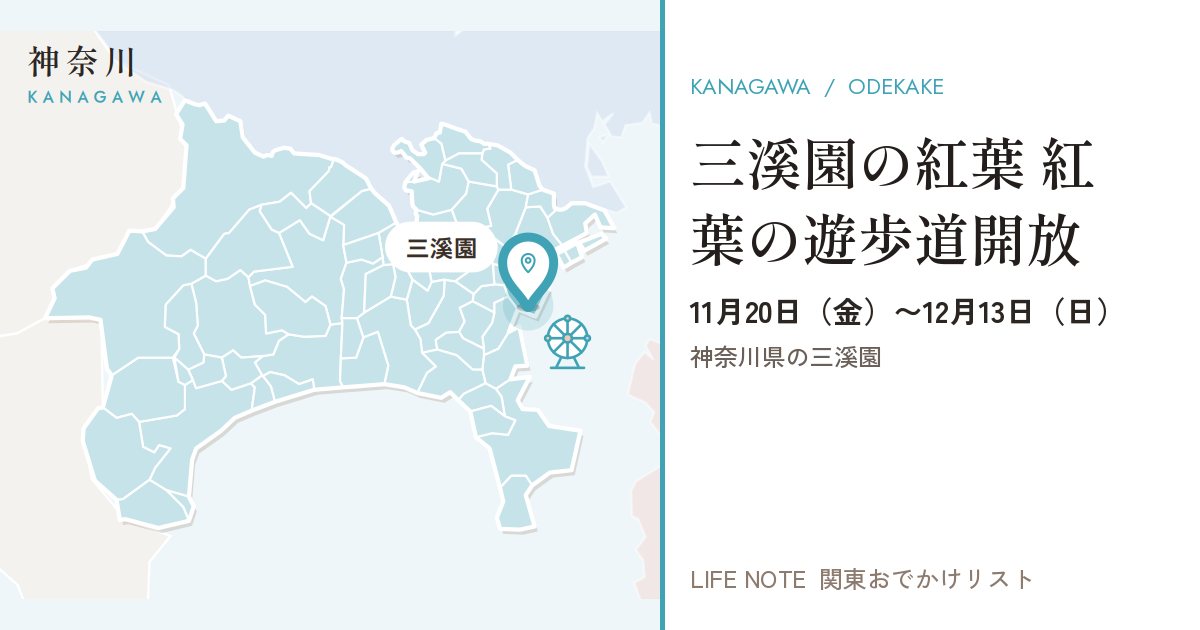 神奈川
KANAGAWA
三溪園
KANAGAWA / ODEKAKE
三溪園の紅葉 紅
葉の遊歩道開放
11月20日（金）〜12月13日（日）
神奈川県の三溪園
LIFE NOTE 関東おでかけリスト